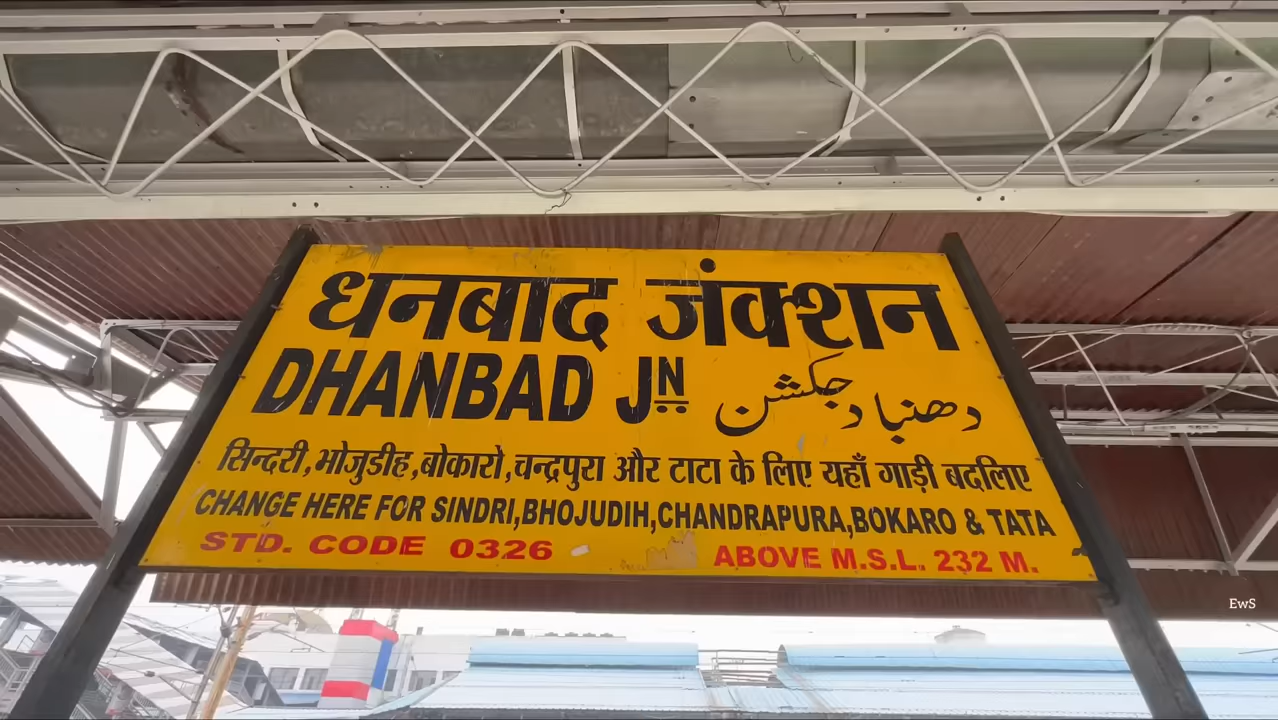 धनबाद जंक्शन
DHANBAD JN
دھنباد جنکشن
सिन्दरी,भोजुडीह,बोकारो,चन्द्रपुरा और टाटा के लिए यहाँ गाड़ी बदलिए
CHANGE HERE FOR SINDRI,BHOJUDIH,CHANDRAPURA,BOKARO & TATA
STD. CODE 0326 ABOVE M.S.L. 232 M.
EwS